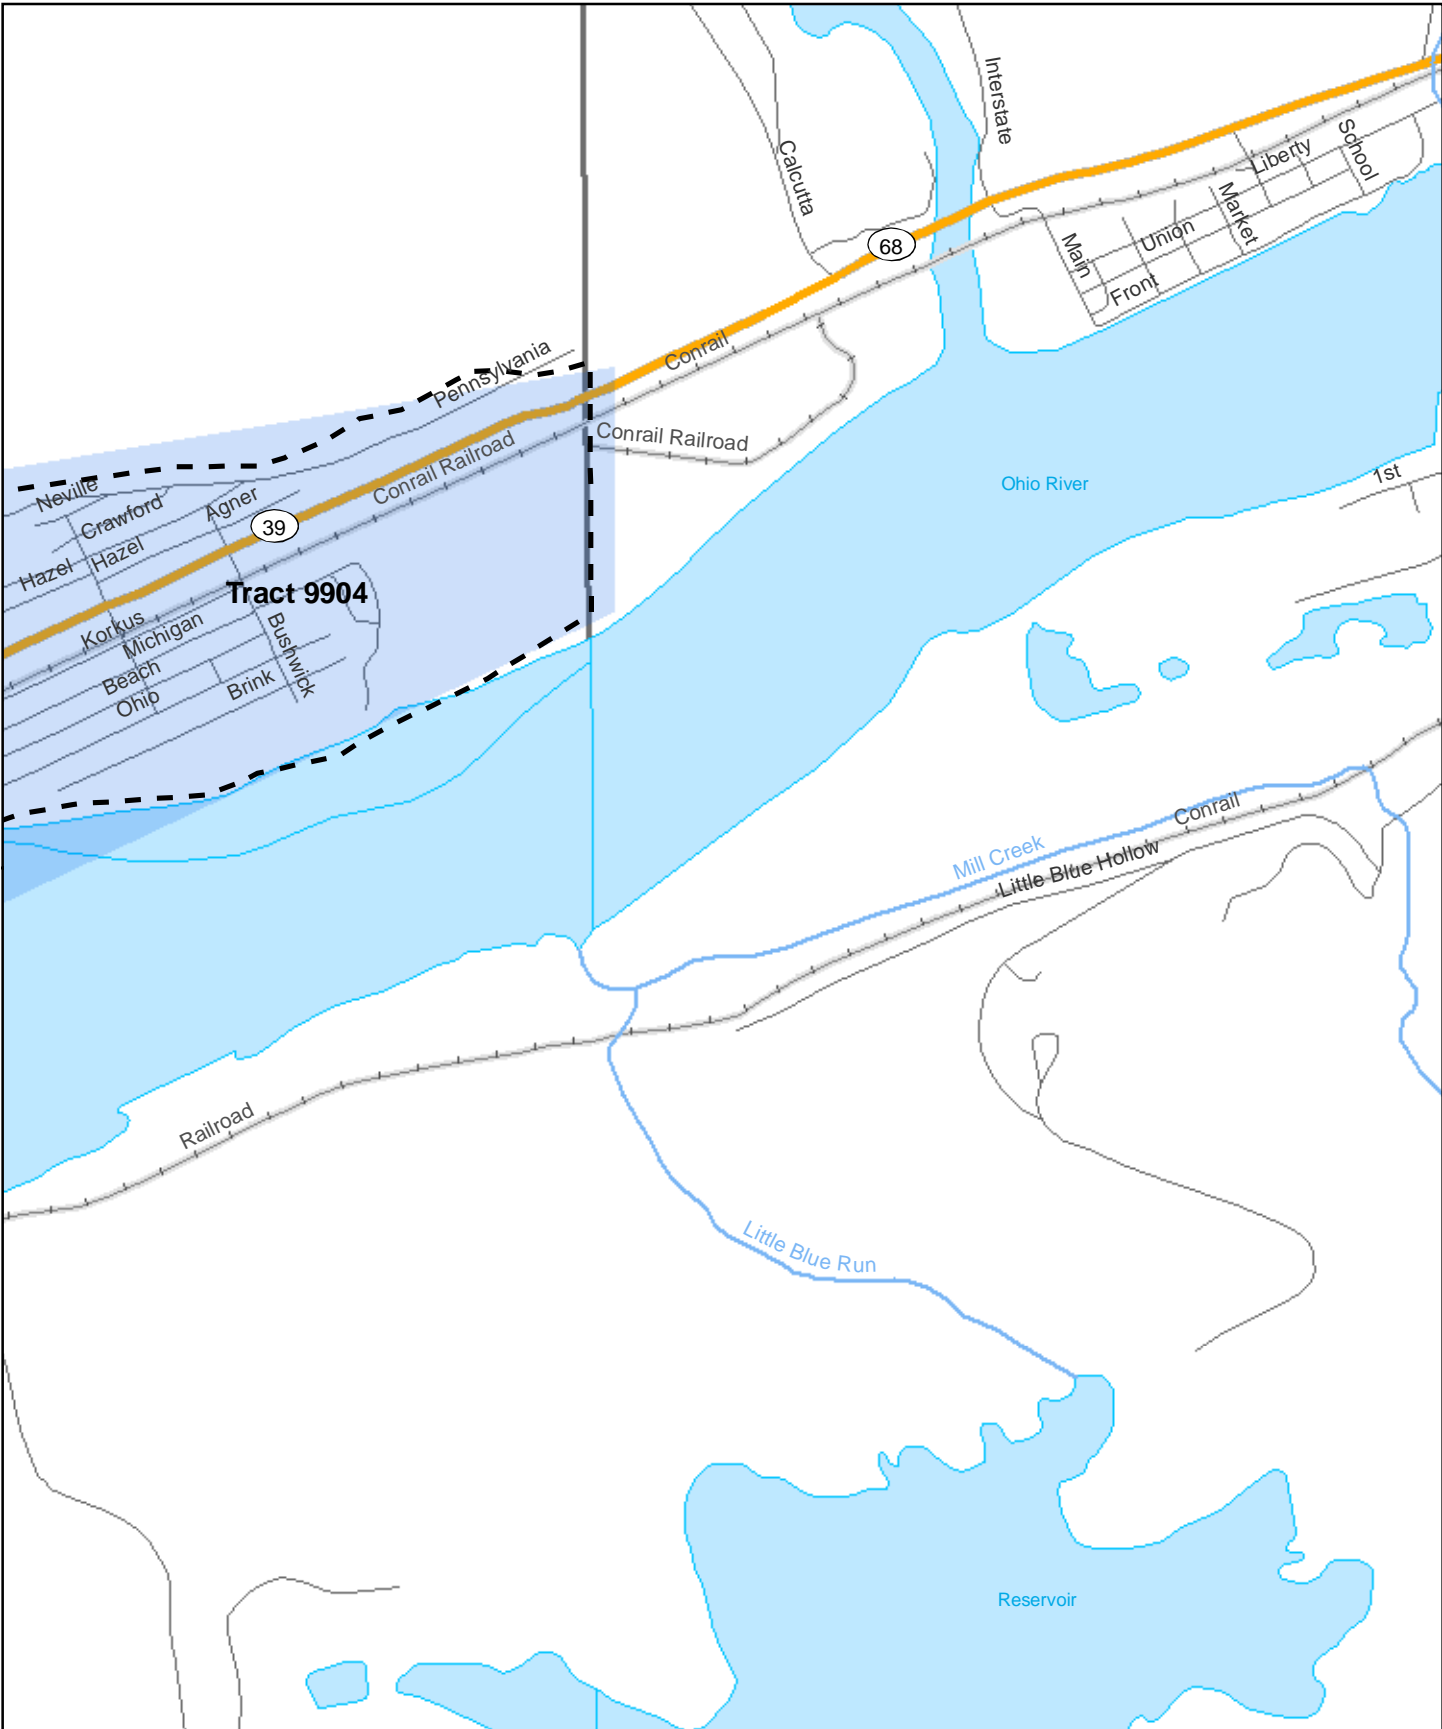 Interstate
Calcutta
Liberty
School
Market
Union
Main
Front
68
Conrail
Pennsylvania
Conrail Railroad
Conrail Railroad
Ohio River
1st
Neville
Crawford
Agner
39
Hazel
Hazel
Tract 9904
Korkus
Michigan
Bushwick
Beach
Ohio
Brink
Conrail
Mill Creek
Little Blue Hollow
Railroad
Little Blue Run
Reservoir